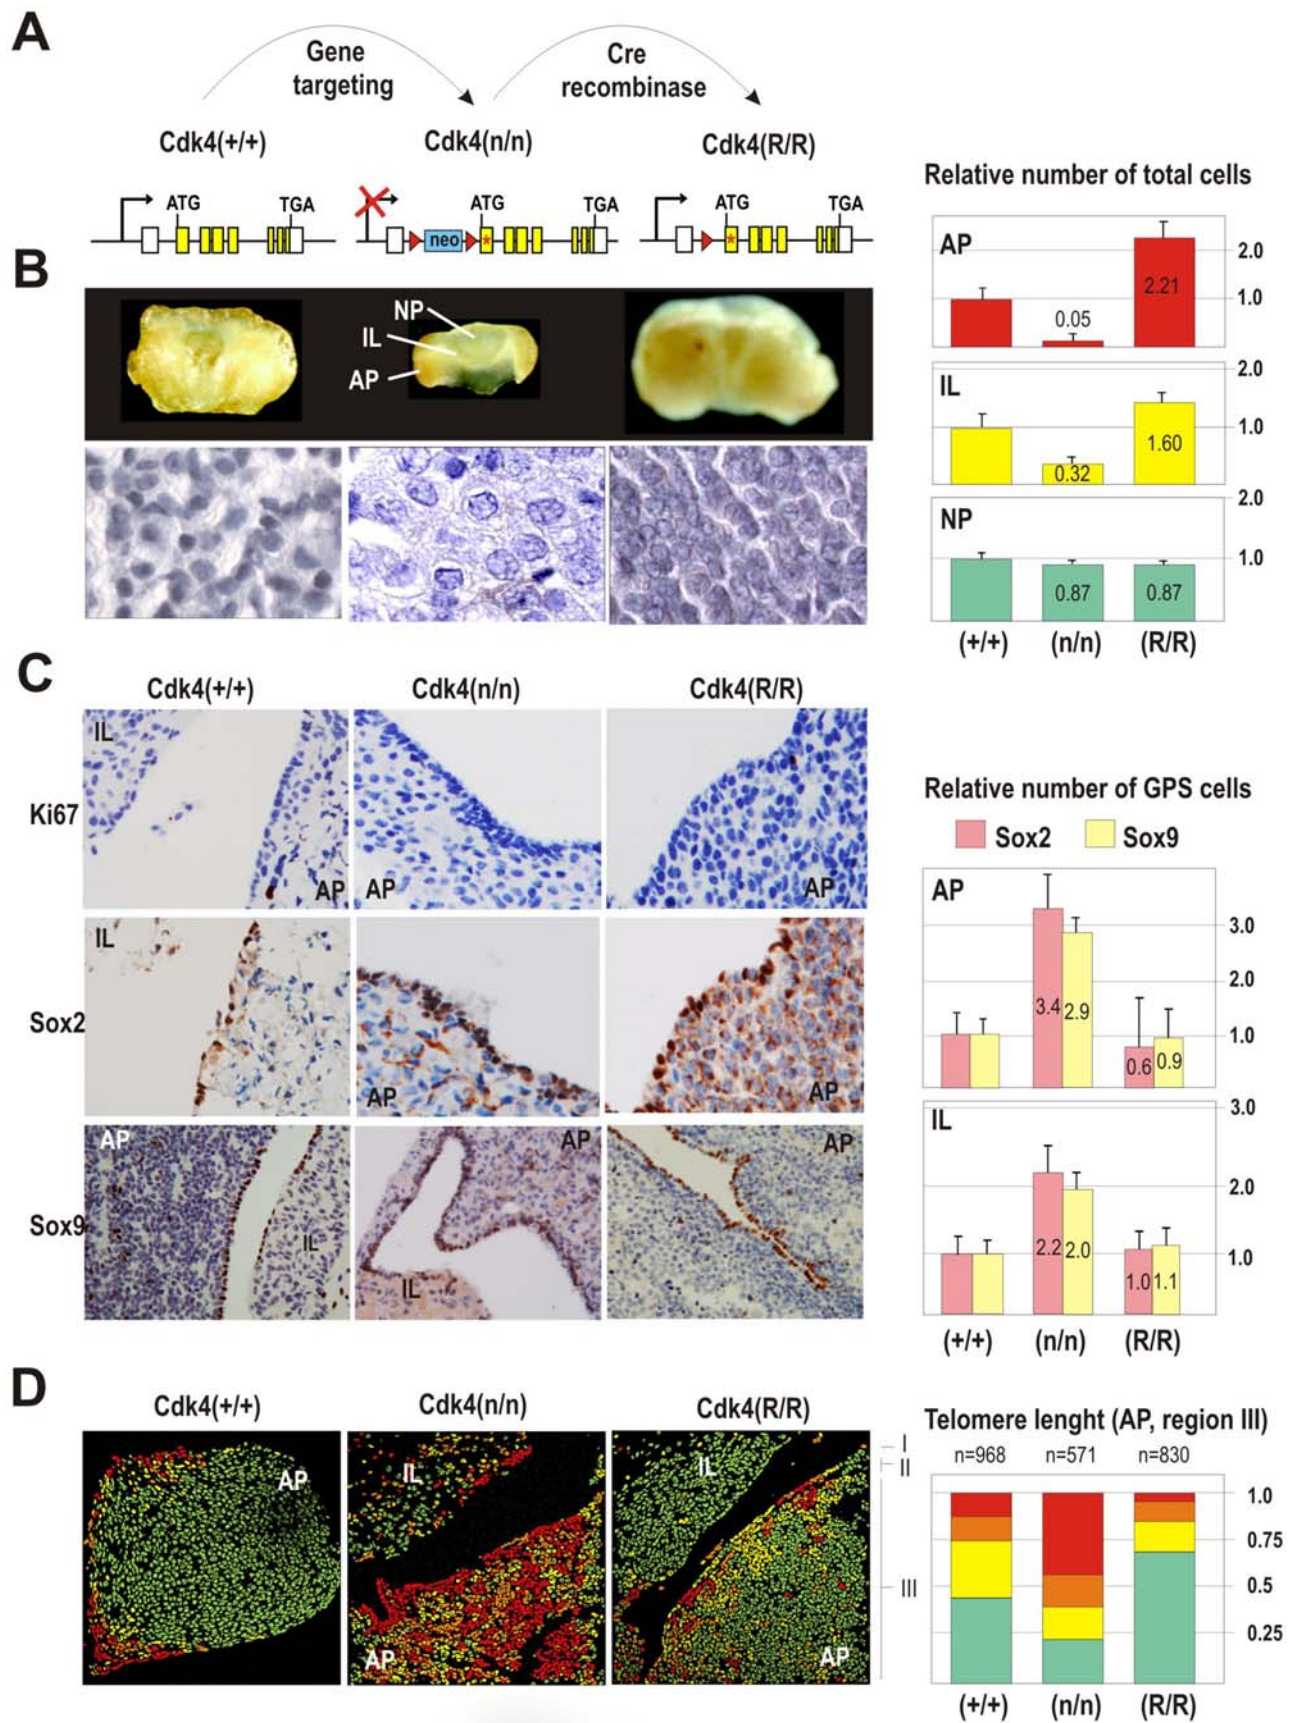 A
Gene
targeting
Cre
recombinase
Cdk4(+/+)
Cdk4(n/n)
Cdk4(R/R)
ATG
TGA
ATG
TGA
ATG
TGA
neo
*
*
Relative number of total cells
AP
2.0
1.0
0.05
2.21
IL
2.0
1.0
0.32
1.60
NP
2.0
1.0
0.87
0.87
(+/+)
(n/n)
(R/R)
B
NP
IL
AP
C
Cdk4(+/+)
Cdk4(n/n)
Cdk4(R/R)
Ki67
IL
AP
AP
AP
Sox2
IL
AP
AP
Sox9
AP
IL
AP
IL
AP
Relative number of GPS cells
Sox2
Sox9
AP
3.0
2.0
1.0
3.4
2.9
0.6
0.9
IL
3.0
2.0
1.0
2.2
2.0
1.0
1.1
(+/+)
(n/n)
(R/R)
D
Cdk4(+/+)
Cdk4(n/n)
Cdk4(R/R)
AP
IL
AP
IL
AP
I
II
III
Telomere lenght (AP, region III)
n=968
n=571
n=830
1.0
0.75
0.5
0.25
(+/+)
(n/n)
(R/R)